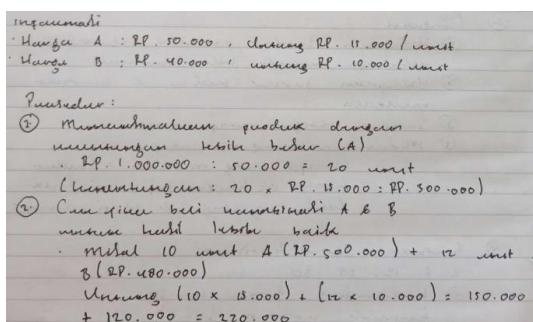 informasi
· Harga A : RP. 50.000 , Untung RP. 15.000 / unit
· Harga B : RP. 40.000 , untung RP. 10.000 / unit
Prosedur :
① Memaksimalkan produk dengan
keuntungan lebih besar (A)
· RP. 1.000.000 : 50.000 = 20 unit
(keuntungan : 20 x RP. 15.000 : RP. 300.000)
②. Cek jika beli kombinasi A & B
untuk hasil lebih baik
· misal 10 unit A (RP. 500.000) + 12 unit
B (RP. 480.000)
Untung (10 x 15.000) + (12 x 10.000) = 150.000
+ 120.000 = 220.000